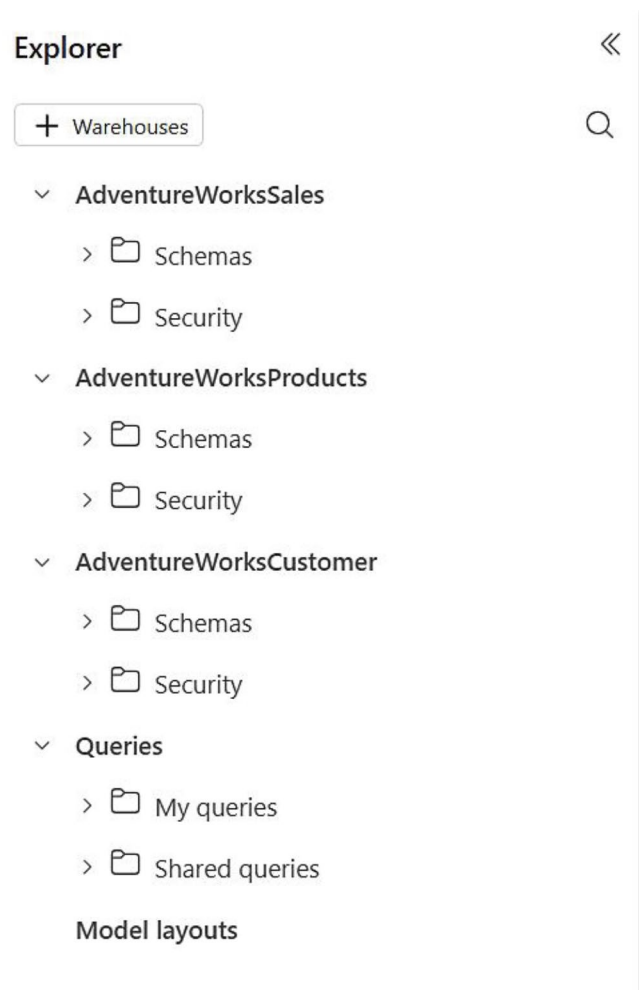 Explorer
Warehouses
AdventureWorksSales
Schemas
Security
AdventureWorksProducts
Schemas
Security
AdventureWorksCustomer
Schemas
Security
Queries
My queries
Shared queries
Model layouts